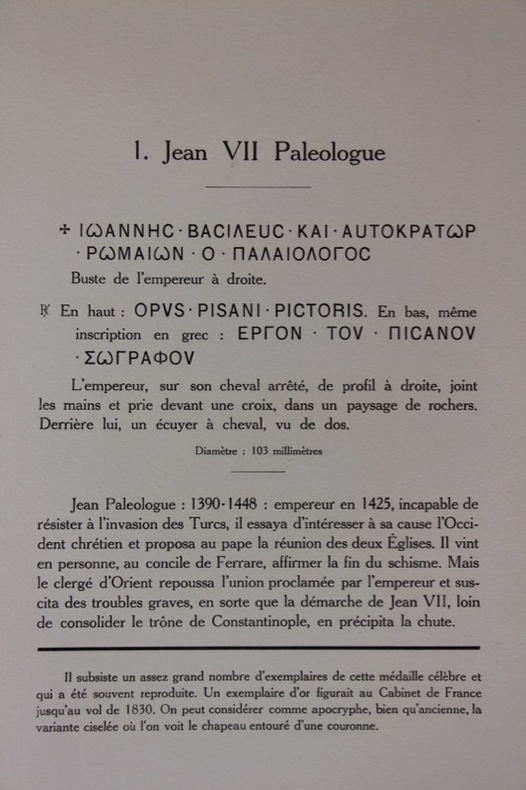 1. Jean VII Paleologue
✢ ΙѠΑΝΝΗϹ · ΒΑϹΙΛΕUϹ · ΚΑΙ · ΑUΤΟΚΡΑΤѠΡ
· ΡѠΜΑΙѠΝ · Ο · ΠΑΛΑΙΟΛΟΓΟϹ
Buste de l'empereur à droite.
℟ En haut : OPVS · PISANI · PICTORIS. En bas, même
inscription en grec : ΕΡΓΟΝ · ΤΟV · ΠΙϹΑΝΟV
· ΣѠΓΡΑΦΟV
L'empereur, sur son cheval arrêté, de profil à droite, joint
les mains et prie devant une croix, dans un paysage de rochers.
Derrière lui, un écuyer à cheval, vu de dos.
Diamètre : 103 millimètres
Jean Paleologue : 1390-1448 : empereur en 1425, incapable de
résister à l'invasion des Turcs, il essaya d'intéresser à sa cause l'Occi-
dent chrétien et proposa au pape la réunion des deux Églises. Il vint
en personne, au concile de Ferrare, affirmer la fin du schisme. Mais
le clergé d'Orient repoussa l'union proclamée par l'empereur et sus-
cita des troubles graves, en sorte que la démarche de Jean VII, loin
de consolider le trône de Constantinople, en précipita la chute.
Il subsiste un assez grand nombre d'exemplaires de cette médaille célèbre et
qui a été souvent reproduite. Un exemplaire d'or figurait au Cabinet de France
jusqu'au vol de 1830. On peut considérer comme apocryphe, bien qu'ancienne, la
variante ciselée où l'on voit le chapeau entouré d'une couronne.